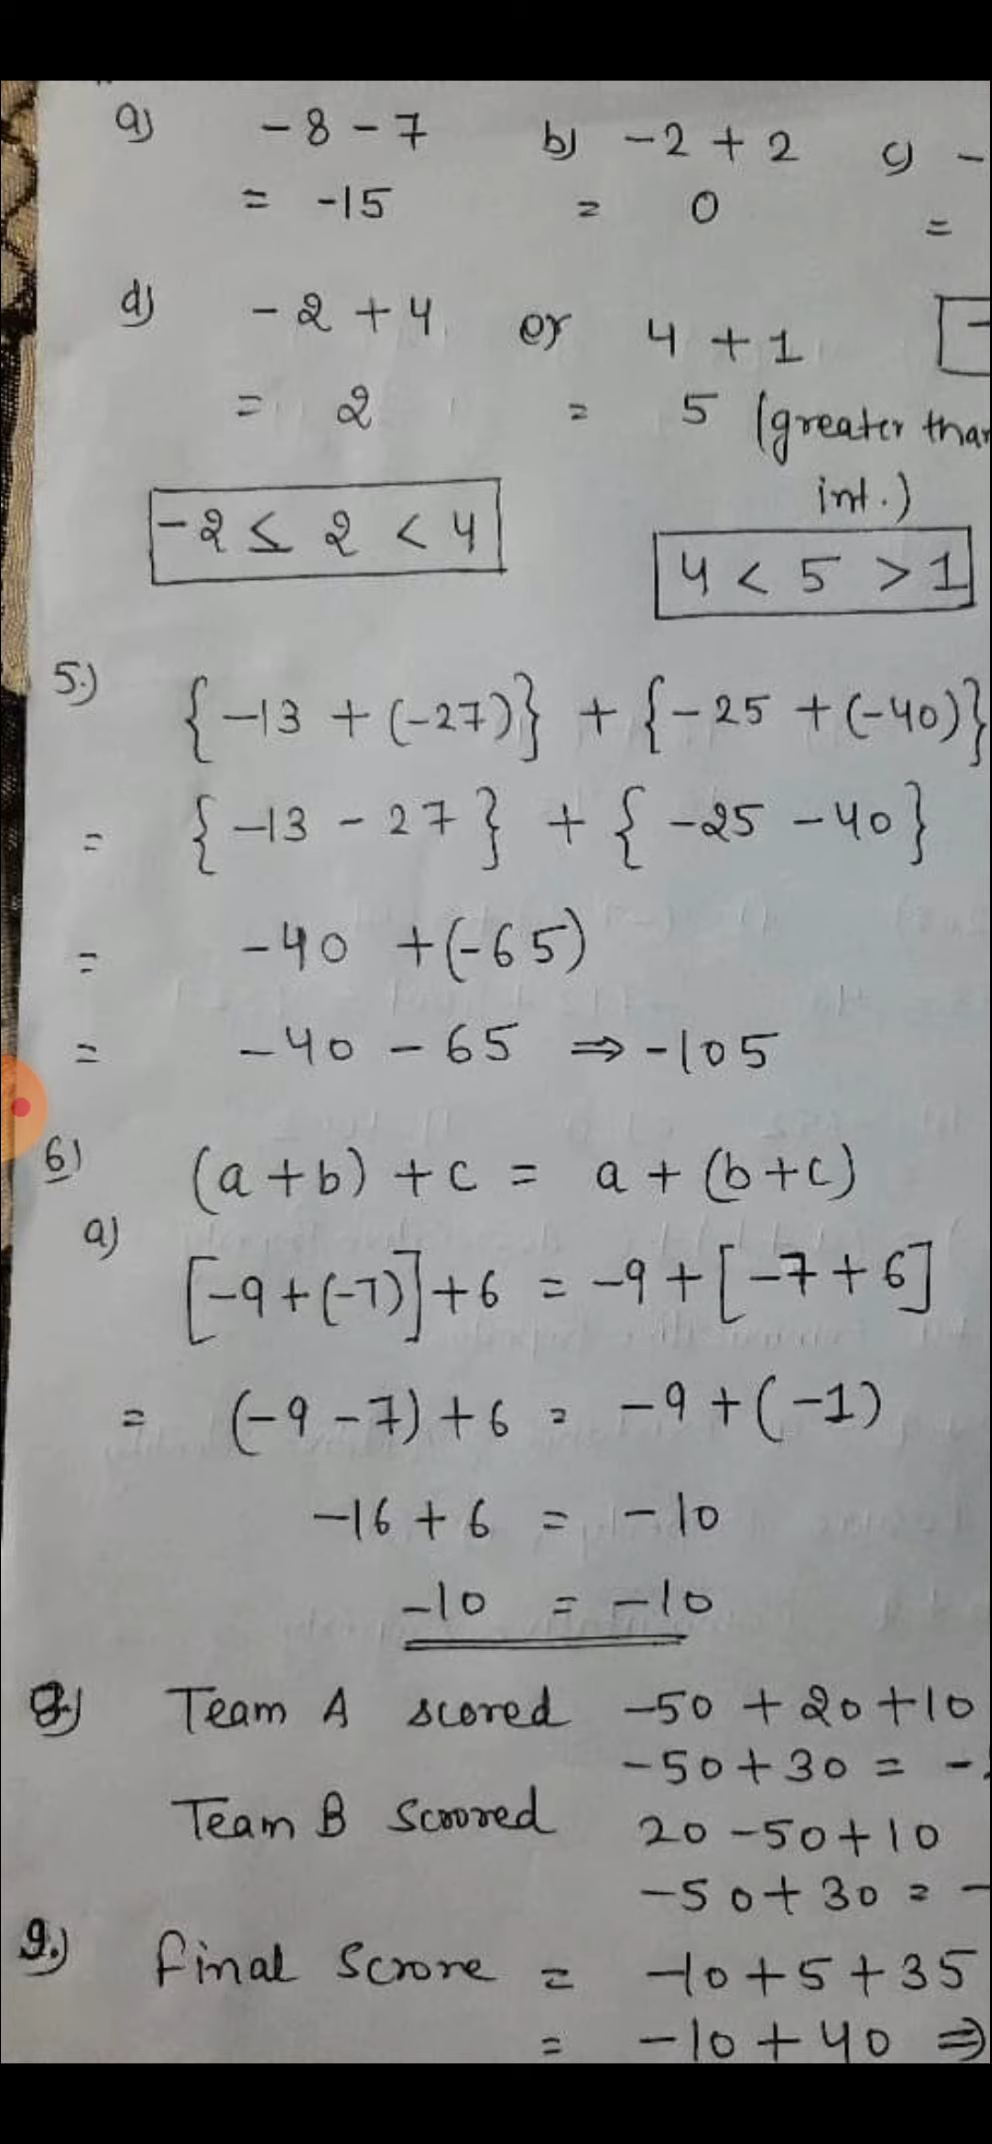 a) -8-7 b) -2+2 c) -
= -15 = 0 =
d) -2+4 or 4+1 -
= 2 = 5 (greater than
int.)
-2 ≤ 2 < 4
4 < 5 > 1
5.) {-13+(-27)} + {-25+(-40)}
= {-13-27} + {-25-40}
= -40 +(-65)
= -40 - 65 ⇒ -105
6) (a+b)+c = a+(b+c)
a) [-9+(-7)]+6 = -9+[-7+6]
= (-9-7)+6 = -9+(-1)
-16+6 = -10
-10 = -10
Team A scored -50+20+10
-50+30 = -
Team B Scrored 20-50+10
-50+30 = -
9.) final Scrore = -10+5+35
= -10+40 ⇒